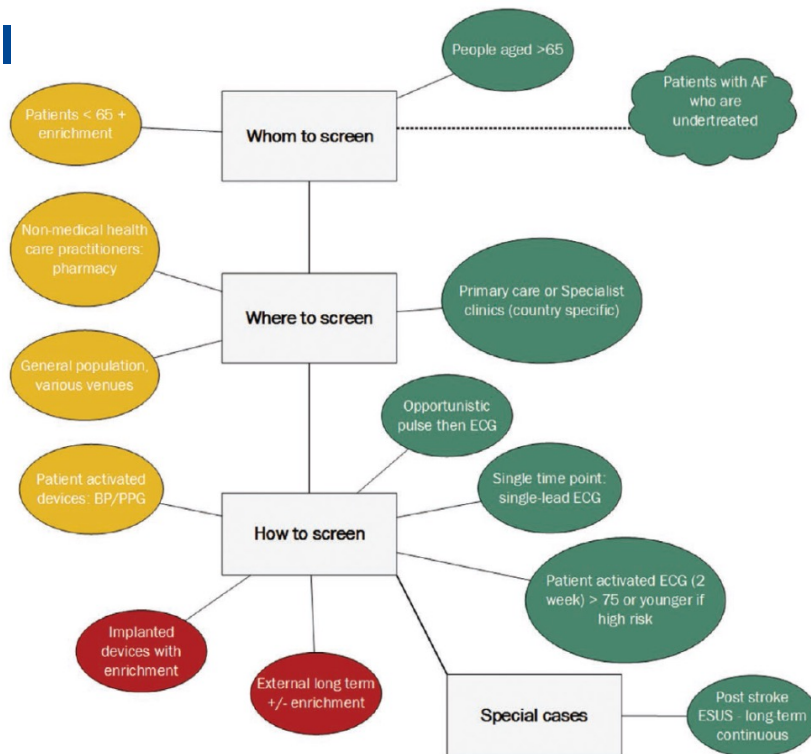 People aged >65
Patients with AF
who are
undertreated
Patients < 65 +
enrichment
Whom to screen
Non-medical health
care practitioners:
pharmacy
Where to screen
Primary care or Specialist
clinics (country specific)
General population,
various venues
Opportunistic
pulse then ECG
Patient activated
devices: BP/PPG
Single time point:
single-lead ECG
How to screen
Patient activated ECG (2
week) > 75 or younger if
high risk
Implanted
devices with
enrichment
External long term
+/- enrichment
Special cases
Post stroke
ESUS - long-term
continuous